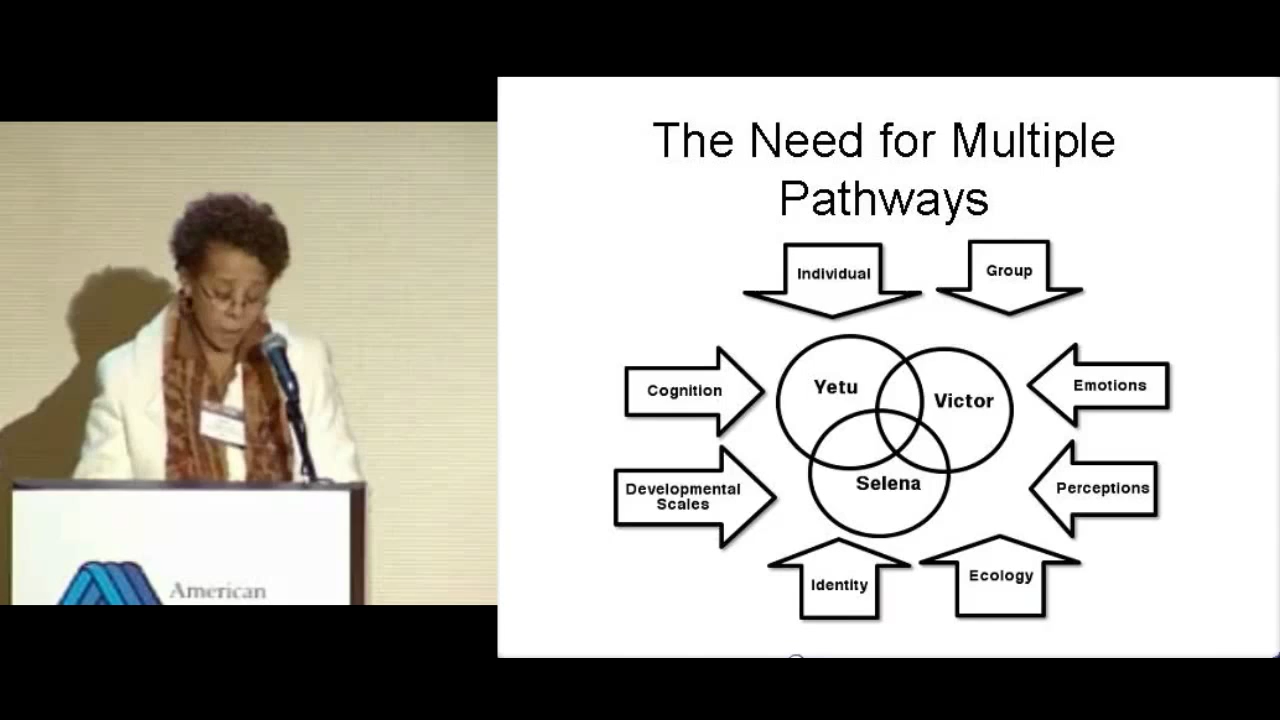 The Need for Multiple
Pathways
Individual
Group
Cognition
Yetu
Victor
Emotions
Developmental
Scales
Selena
Perceptions
Identity
Ecology
American